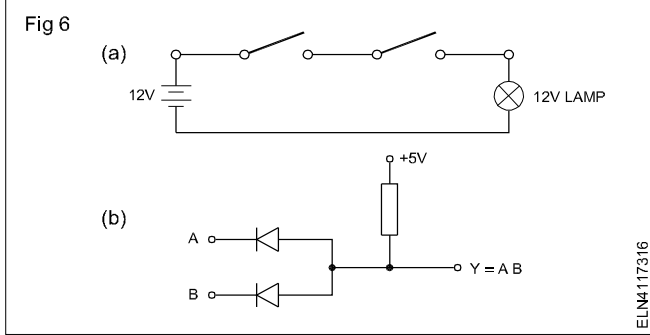 Fig 6
(a)
12V
12V LAMP
+5V
(b)
A
B
Y = A B
ELN4117316